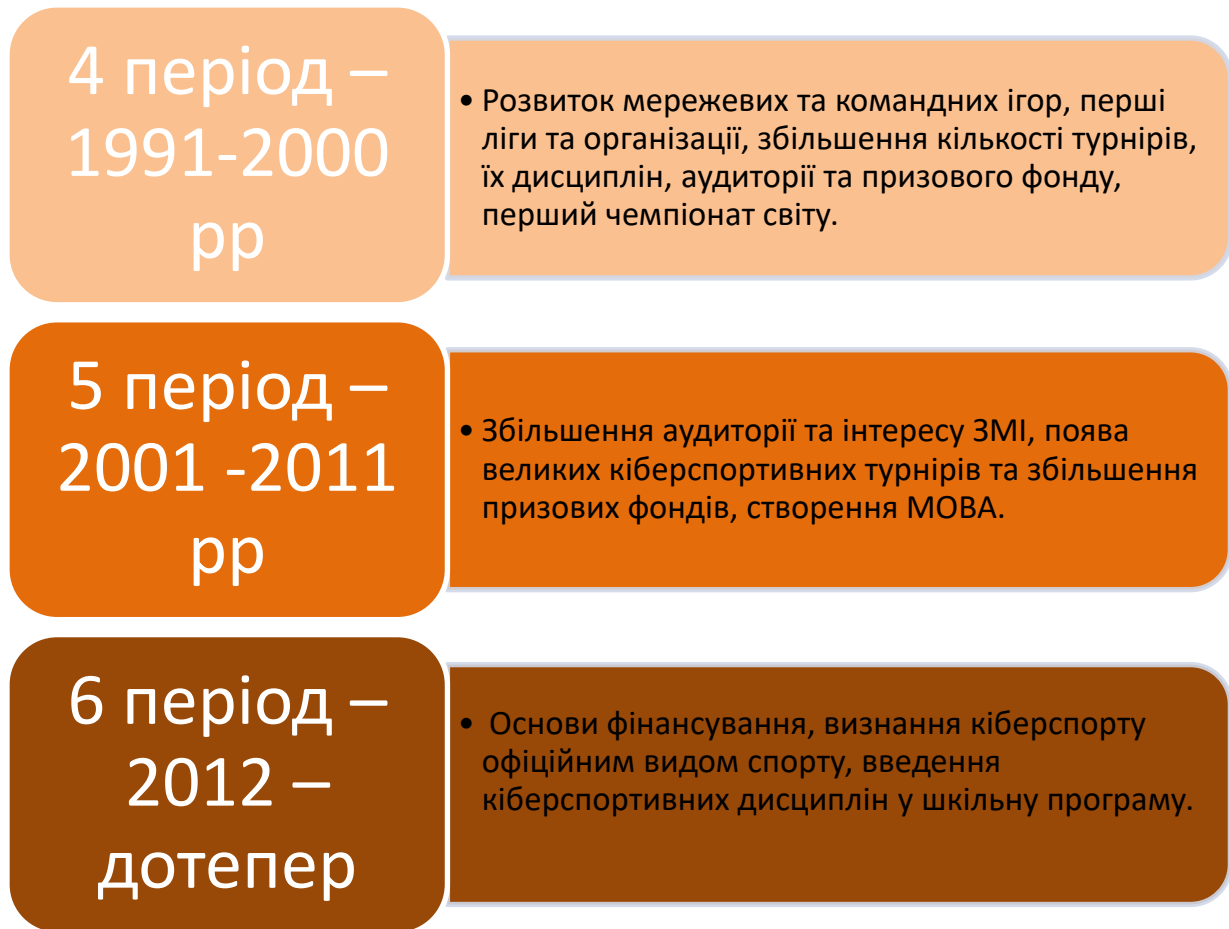 4 період –
1991-2000
рр
• Розвиток мережевих та командних ігор, перші
ліги та організації, збільшення кількості турнірів,
їх дисциплін, аудиторії та призового фонду,
перший чемпіонат світу.
5 період –
2001 -2011
рр
• Збільшення аудиторії та інтересу ЗМІ, поява
великих кіберспортивних турнірів та збільшення
призових фондів, створення МОВА.
6 період –
2012 –
дотепер
• Основи фінансування, визнання кіберспорту
офіційним видом спорту, введення
кіберспортивних дисциплін у шкільну програму.